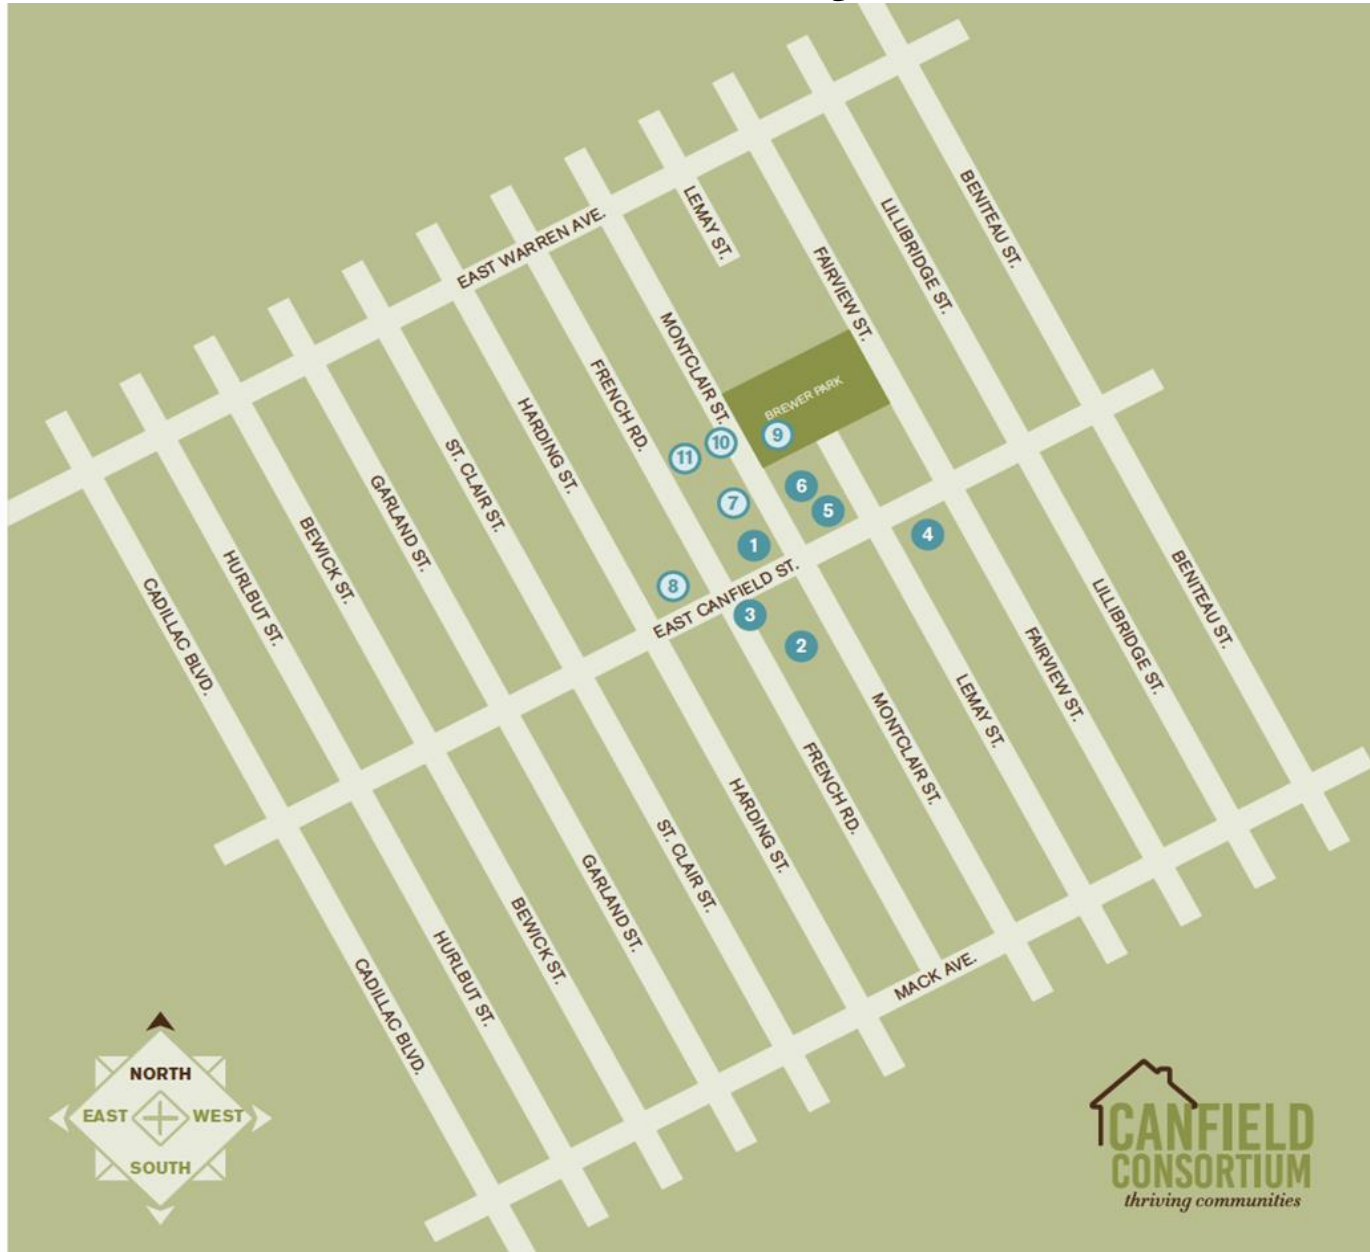 EAST WARREN AVE.
LEMAY ST.
BENITEAU ST.
LILLIBRIDGE ST.
FAIRVIEW ST.
MONTCLAIR ST.
FRENCH RD.
HARDING ST.
ST. CLAIR ST.
GARLAND ST.
BEWICK ST.
HURLBUT ST.
CADILLAC BLVD.
BREWER PARK
9
10
11
6
7
5
4
1
8
3
2
EAST CANFIELD ST.
BENITEAU ST.
LILLIBRIDGE ST.
FAIRVIEW ST.
LEMAY ST.
MONTCLAIR ST.
FRENCH RD.
HARDING ST.
ST. CLAIR ST.
GARLAND ST.
BEWICK ST.
HURLBUT ST.
CADILLAC BLVD.
MACK AVE.
NORTH
EAST WEST
SOUTH
CANFIELD
CONSORTIUM
thriving communities